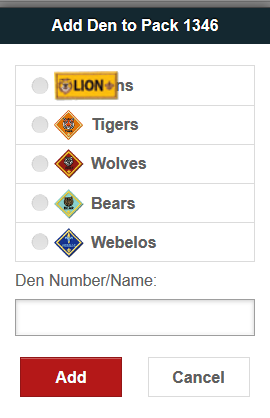 Add Den to Pack 1346
LION ns
Tigers
Wolves
Bears
Webelos
Den Number/Name:
Add
Cancel